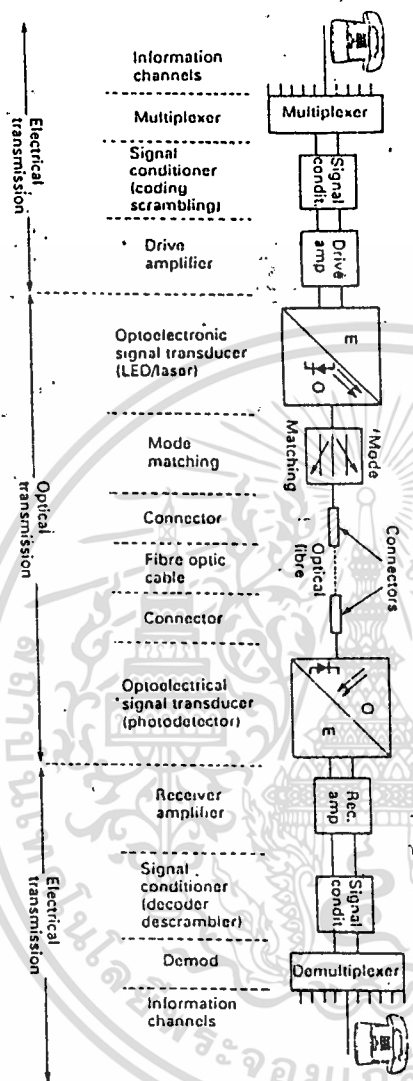 Information
channels
Multiplexer
Multiplexer
Signal
conditioner
(coding
scrambling)
Signal
condit.
Drive
amplifier
Drive
amp
Electrical
transmission
Optoelectronic
signal transducer
(LED/laser)
E
O
Mode
matching
Mode
Matching
Connector
Connectors
Fibre optic
cable
Optical
fibre
Connector
Optoelectrical
signal transducer
(photodetector)
O
E
Optical
transmission
Receiver
amplifier
Rec.
amp
Signal
conditioner
(decoder
descrambler)
Signal
condit
Demod
Demultiplexer
Information
channels
Electrical
transmission